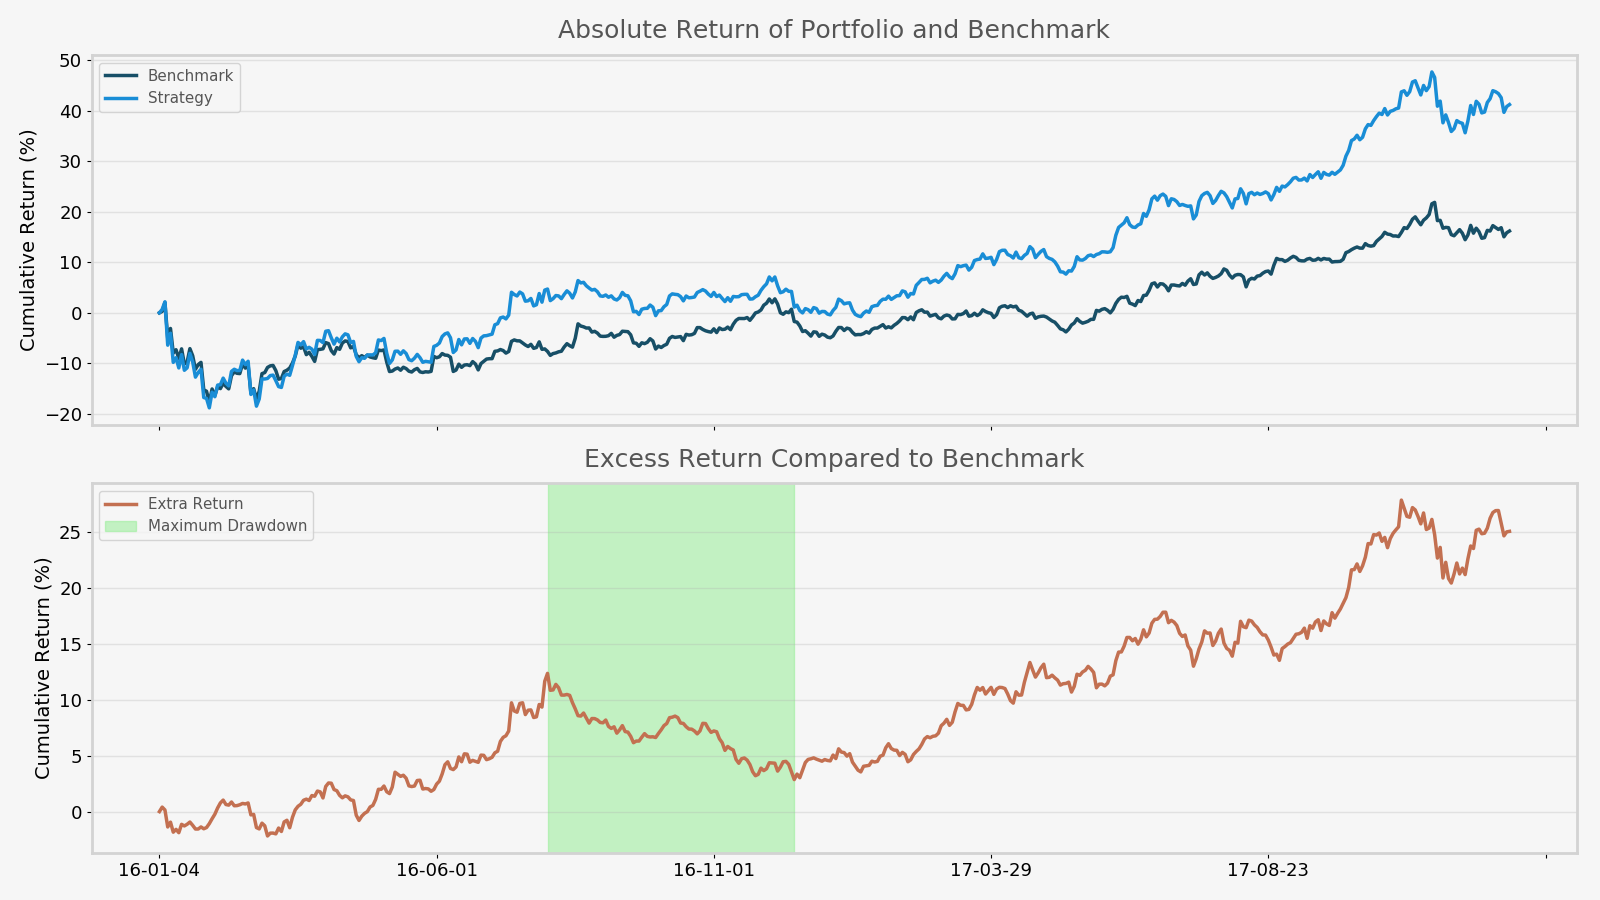 Absolute Return of Portfolio and Benchmark
Cumulative Return (%)
50
40
30
20
10
0
−10
−20
Benchmark
Strategy
Excess Return Compared to Benchmark
Cumulative Return (%)
25
20
15
10
5
0
Extra Return
Maximum Drawdown
16-01-04 16-06-01 16-11-01 17-03-29 17-08-23